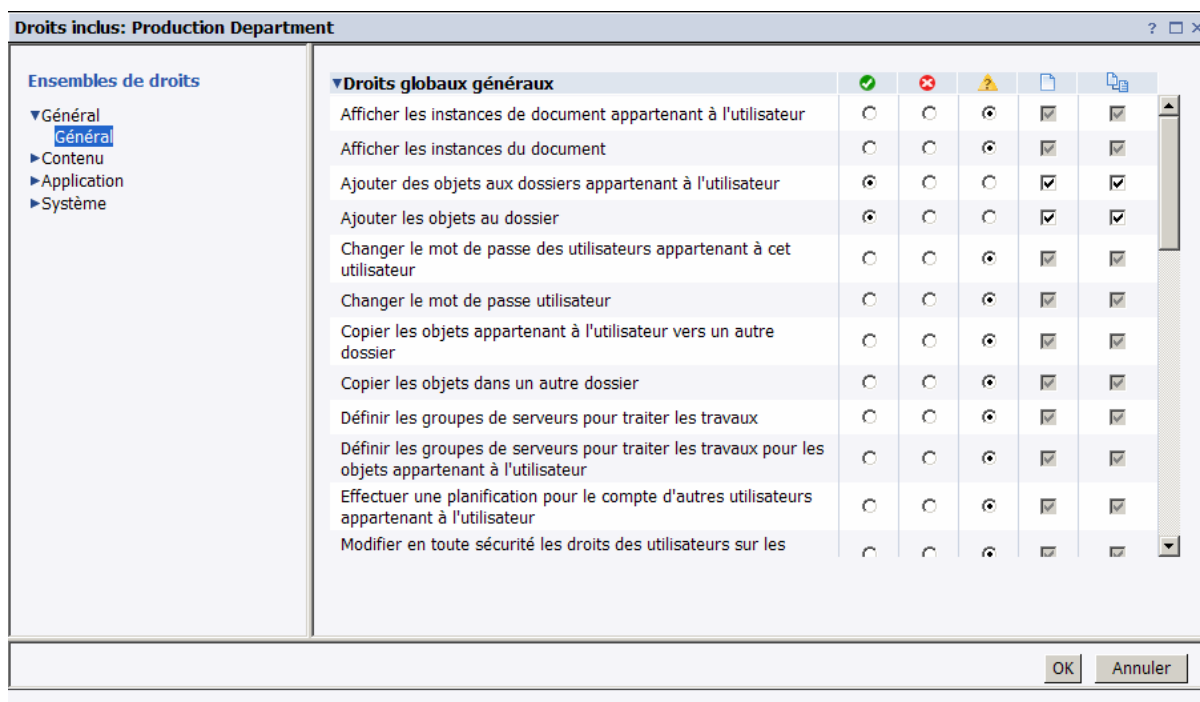 Droits inclus: Production Department
Ensembles de droits
Général
Général
Contenu
Application
Système
Droits globaux généraux
Afficher les instances de document appartenant à l'utilisateur
Afficher les instances du document
Ajouter des objets aux dossiers appartenant à l'utilisateur
Ajouter les objets au dossier
Changer le mot de passe des utilisateurs appartenant à cet
utilisateur
Changer le mot de passe utilisateur
Copier les objets appartenant à l'utilisateur vers un autre
dossier
Copier les objets dans un autre dossier
Définir les groupes de serveurs pour traiter les travaux
Définir les groupes de serveurs pour traiter les travaux pour les
objets appartenant à l'utilisateur
Effectuer une planification pour le compte d'autres utilisateurs
appartenant à l'utilisateur
Modifier en toute sécurité les droits des utilisateurs sur les
OK
Annuler